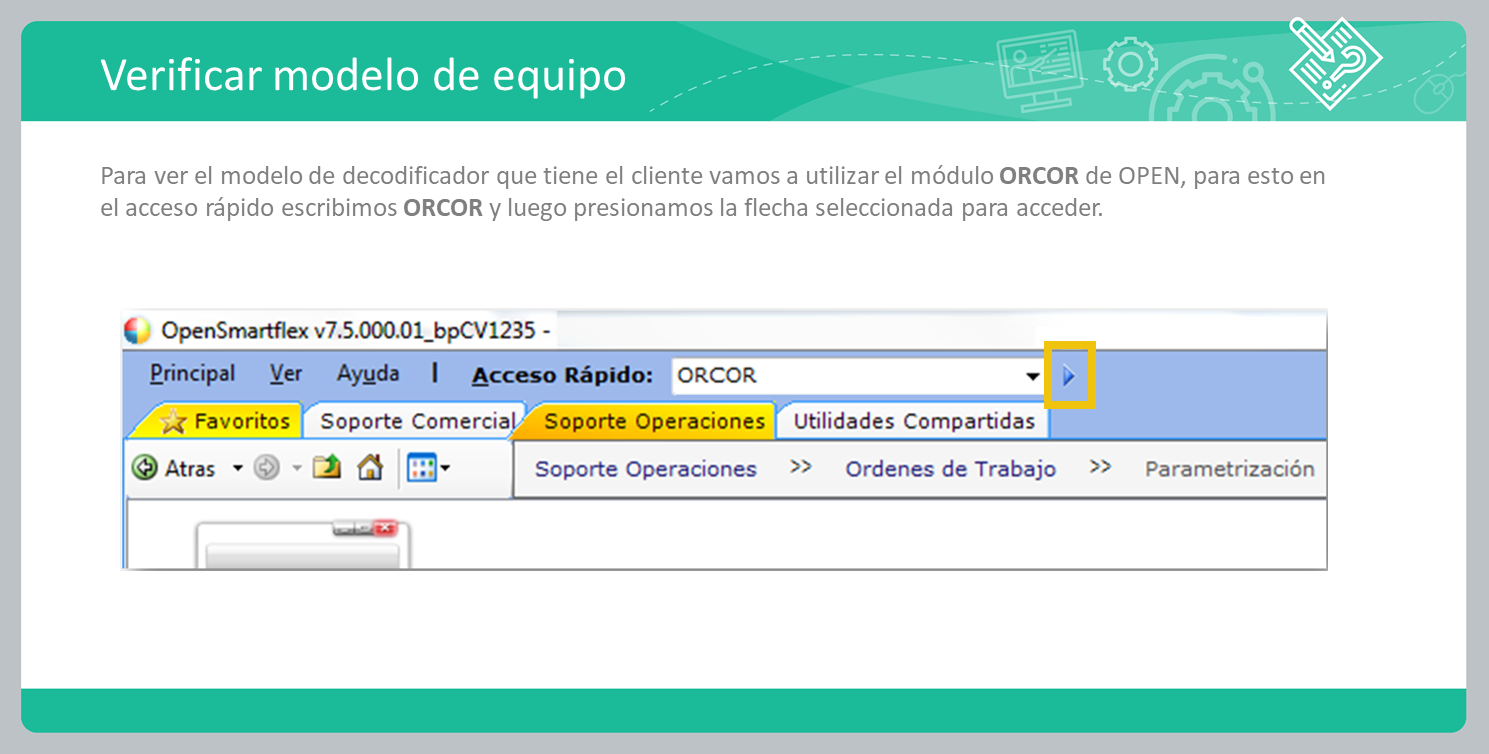 Verificar modelo de equipo
Para ver el modelo de decodificador que tiene el cliente vamos a utilizar el módulo ORCOR de OPEN, para esto en
el acceso rápido escribimos ORCOR y luego presionamos la flecha seleccionada para acceder.
OpenSmartflex v7.5.000.01_bpCV1235 -
Principal Ver Ayuda | Acceso Rápido: ORCOR
Favoritos Soporte Comercial Soporte Operaciones Utilidades Compartidas
Atras Soporte Operaciones >> Ordenes de Trabajo >> Parametrización